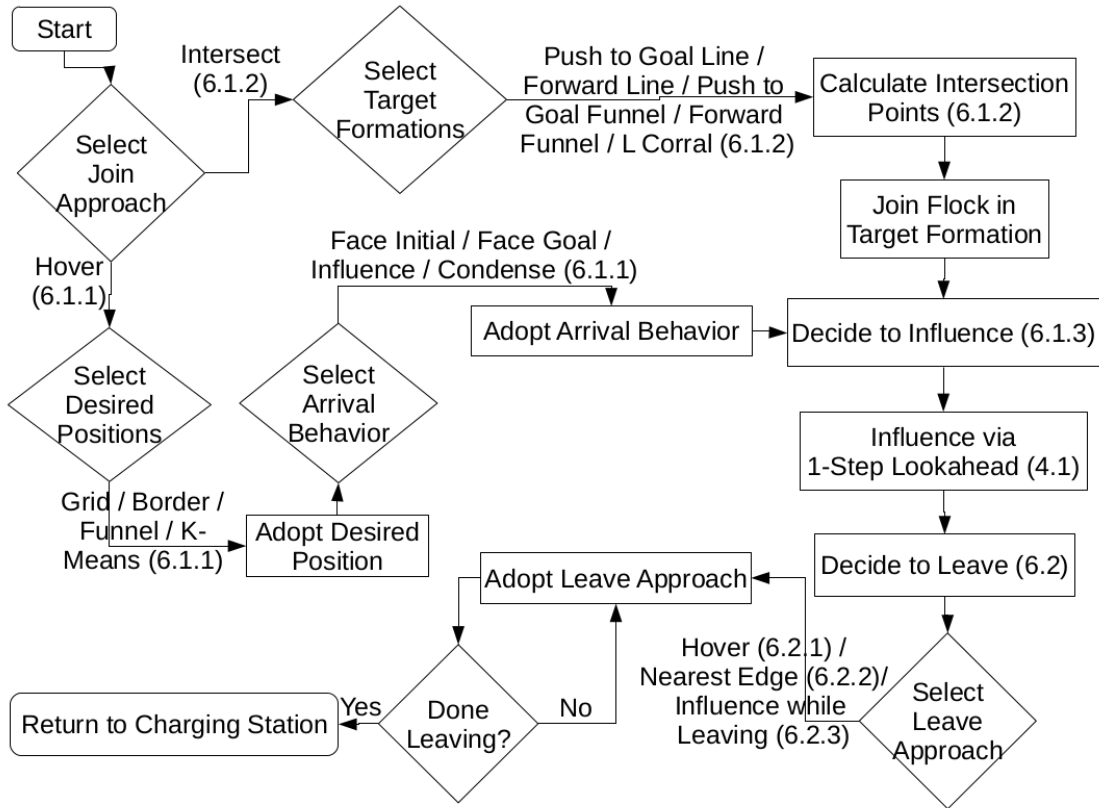 Start
Select
Join
Approach
Intersect
(6.1.2)
Select
Target
Formations
Push to Goal Line /
Forward Line / Push to
Goal Funnel / Forward
Funnel / L Corral (6.1.2)
Calculate Intersection
Points (6.1.2)
Join Flock in
Target Formation
Hover
(6.1.1)
Select
Desired
Positions
Grid / Border /
Funnel / K-
Means (6.1.1)
Adopt Desired
Position
Select
Arrival
Behavior
Face Initial / Face Goal /
Influence / Condense (6.1.1)
Adopt Arrival Behavior
Decide to Influence (6.1.3)
Influence via
1-Step Lookahead (4.1)
Decide to Leave (6.2)
Select
Leave
Approach
Hover (6.2.1) /
Nearest Edge (6.2.2)/
Influence while
Leaving (6.2.3)
Adopt Leave Approach
Done
Leaving?
No
Yes
Return to Charging Station